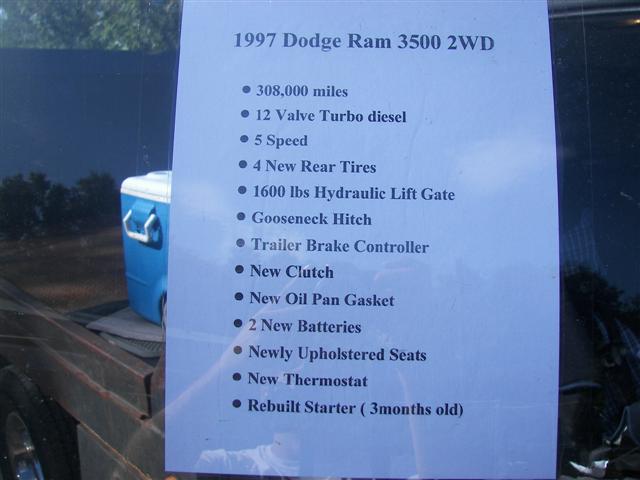 1997 Dodge Ram 3500 2WD
• 308,000 miles
• 12 Valve Turbo diesel
• 5 Speed
• 4 New Rear Tires
• 1600 lbs Hydraulic Lift Gate
• Gooseneck Hitch
• Trailer Brake Controller
• New Clutch
• New Oil Pan Gasket
• 2 New Batteries
• Newly Upholstered Seats
• New Thermostat
• Rebuilt Starter ( 3months old)